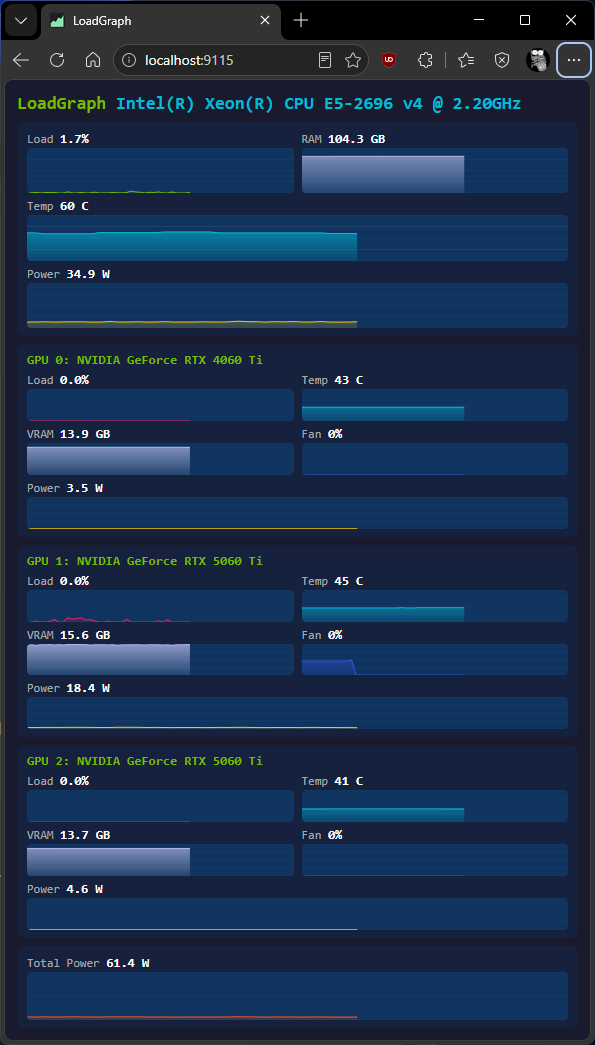 LoadGraph
localhost:9115
UD
LoadGraph Intel(R) Xeon(R) CPU E5-2696 v4 @ 2.20GHz
Load 1.7% RAM 104.3 GB
Temp 60 C
Power 34.9 W
GPU 0: NVIDIA GeForce RTX 4060 Ti
Load 0.0% Temp 43 C
VRAM 13.9 GB Fan 0%
Power 3.5 W
GPU 1: NVIDIA GeForce RTX 5060 Ti
Load 0.0% Temp 45 C
VRAM 15.6 GB Fan 0%
Power 18.4 W
GPU 2: NVIDIA GeForce RTX 5060 Ti
Load 0.0% Temp 41 C
VRAM 13.7 GB Fan 0%
Power 4.6 W
Total Power 61.4 W